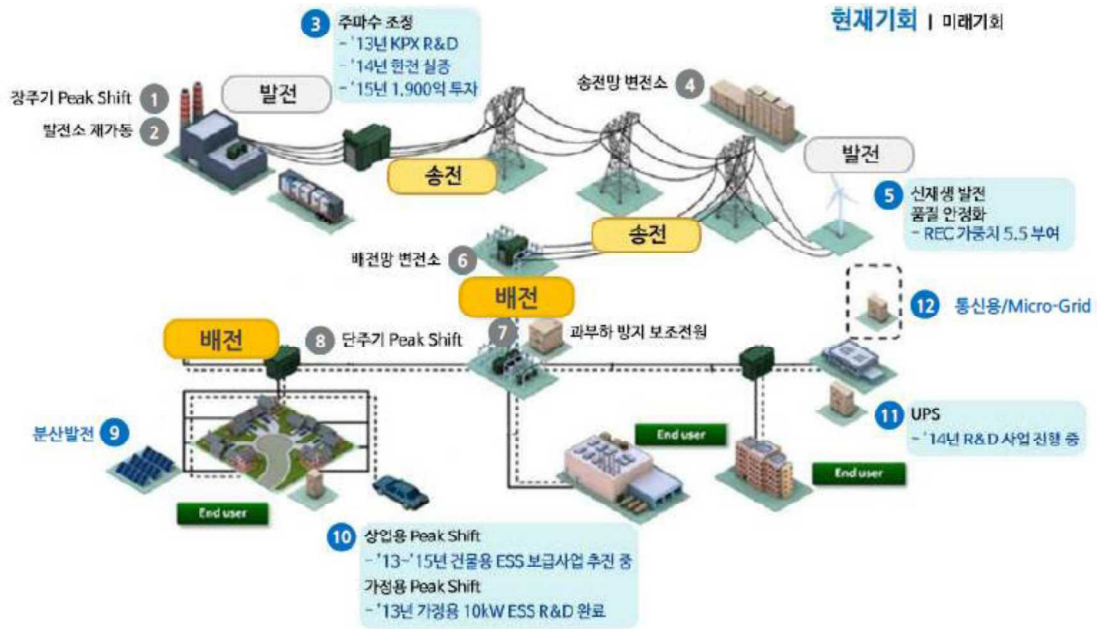 현재기회 | 미래기회
3 주파수 조정
- '13년 KPX R&D
- '14년 한전 실증
- '15년 1,900억 투자
장주기 Peak Shift 1
발전소 재가동 2
발전
송전
송전망 변전소 4
발전
5 신재생 발전
품질 안정화
- REC 가중치 5.5 부여
송전
배전망 변전소 6
배전
7 과부하 방지 보조전원
12 통신용/Micro-Grid
배전
8 단주기 Peak Shift
분산발전 9
End user
End user
End user
11 UPS
- '14년 R&D 사업 진행 중
10 상업용 Peak Shift
- '13~'15년 건물용 ESS 보급사업 추진 중
가정용 Peak Shift
- '13년 가정용 10kW ESS R&D 완료